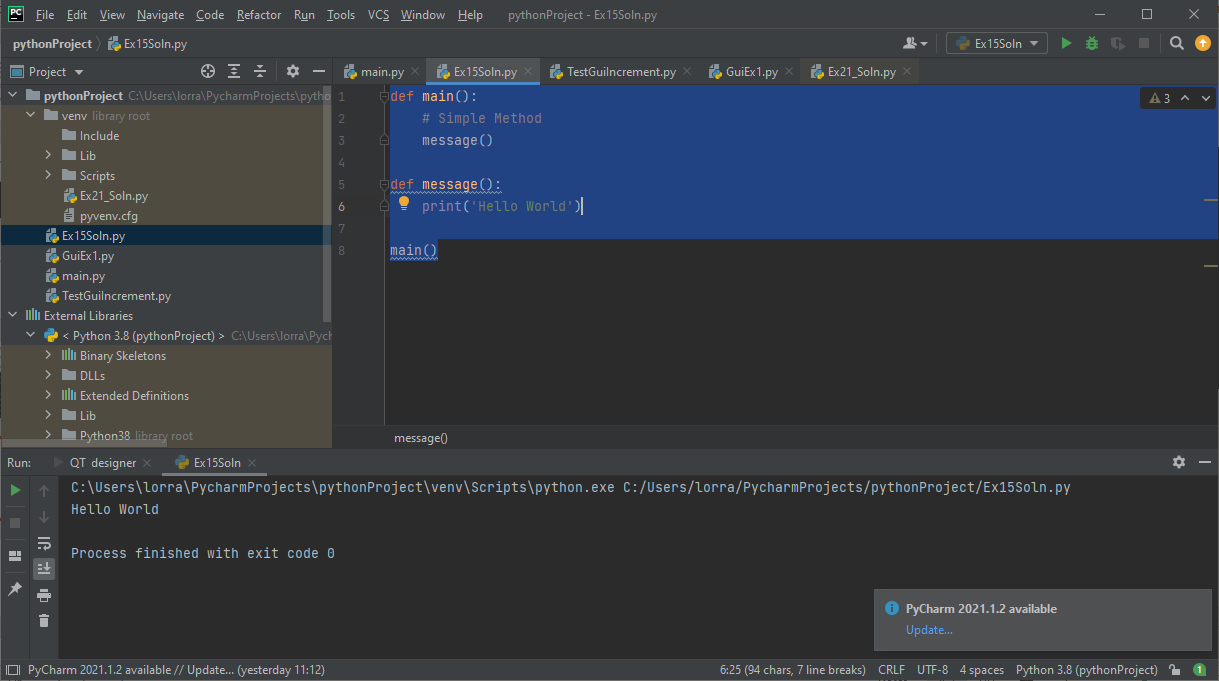 PC File Edit View Navigate Code Refactor Run Tools VCS Window Help pythonProject - Ex15Soln.py
pythonProject Ex15Soln.py
Ex15Soln
Project
main.py Ex15Soln.py TestGuiIncrement.py GuiEx1.py Ex21_Soln.py
pythonProject C:\Users\lorra\PycharmProjects\pytho
venv library root
Include
Lib
Scripts
Ex21_Soln.py
pyvenv.cfg
Ex15Soln.py
GuiEx1.py
main.py
TestGuiIncrement.py
External Libraries
< Python 3.8 (pythonProject) > C:\Users\lorra\Pych
Binary Skeletons
DLLs
Extended Definitions
Lib
Python38 library root
1 def main():
2 # Simple Method
3 message()
4
5 def message():
6 print('Hello World')
7
8 main()
3
message()
Run: QT designer Ex15Soln
C:\Users\lorra\PycharmProjects\pythonProject\venv\Scripts\python.exe C:/Users/lorra/PycharmProjects/pythonProject/Ex15Soln.py
Hello World
Process finished with exit code 0
PyCharm 2021.1.2 available
Update...
PyCharm 2021.1.2 available // Update... (yesterday 11:12) 6:25 (94 chars, 7 line breaks) CRLF UTF-8 4 spaces Python 3.8 (pythonProject) 1